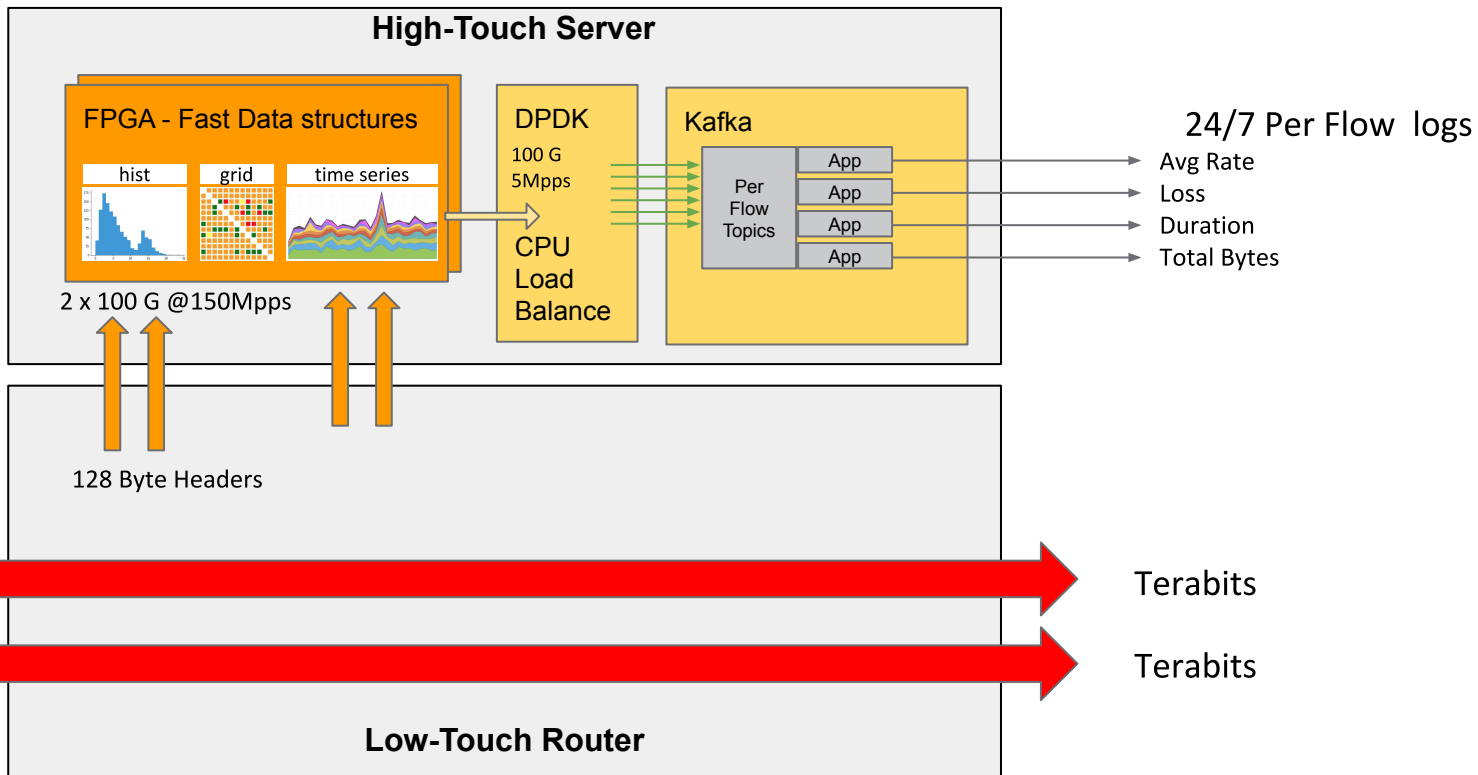 High-Touch Server
FPGA - Fast Data structures
hist
grid
time series
2 x 100 G @150Mpps
DPDK
100 G
5Mpps
CPU
Load
Balance
Kafka
Per
Flow
Topics
App
App
App
App
24/7 Per Flow logs
Avg Rate
Loss
Duration
Total Bytes
128 Byte Headers
Terabits
Terabits
Low-Touch Router